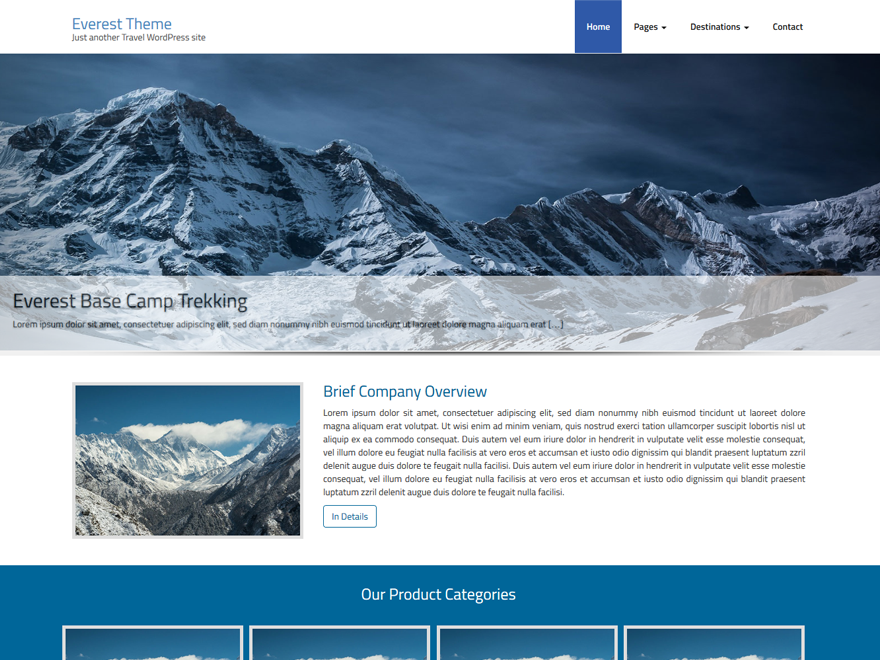 Everest Theme
Just another Travel WordPress site
Home Pages Destinations Contact
Everest Base Camp Trekking
Lorem ipsum dolor sit amet, consectetuer adipiscing elit, sed diam nonummy nibh euismod tincidunt ut laoreet dolore magna aliquam erat [...]
Brief Company Overview
Lorem ipsum dolor sit amet, consectetuer adipiscing elit, sed diam nonummy nibh euismod tincidunt ut laoreet dolore
magna aliquam erat volutpat. Ut wisi enim ad minim veniam, quis nostrud exerci tation ullamcorper suscipit lobortis nisl ut
aliquip ex ea commodo consequat. Duis autem vel eum iriure dolor in hendrerit in vulputate velit esse molestie consequat,
vel illum dolore eu feugiat nulla facilisis at vero eros et accumsan et iusto odio dignissim qui blandit praesent luptatum zzril
delenit augue duis dolore te feugait nulla facilisi. Duis autem vel eum iriure dolor in hendrerit in vulputate velit esse molestie
consequat, vel illum dolore eu feugiat nulla facilisis at vero eros et accumsan et iusto odio dignissim qui blandit praesent
luptatum zzril delenit augue duis dolore te feugait nulla facilisi.
In Details
Our Product Categories